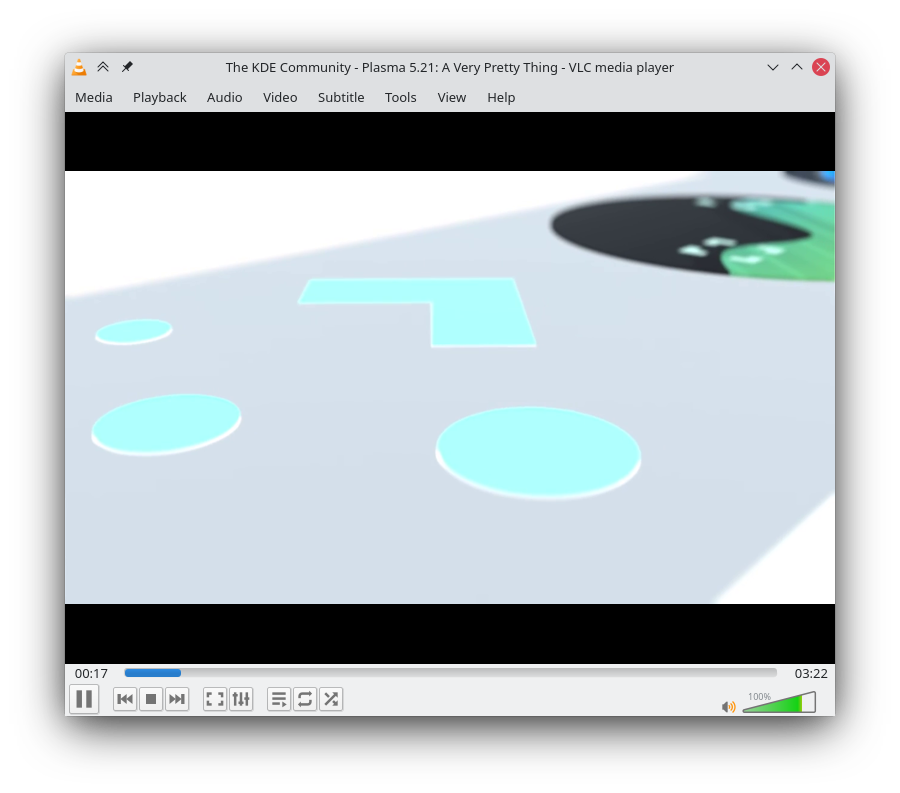 The KDE Community - Plasma 5.21: A Very Pretty Thing - VLC media player
Media Playback Audio Video Subtitle Tools View Help
00:17 03:22
100%